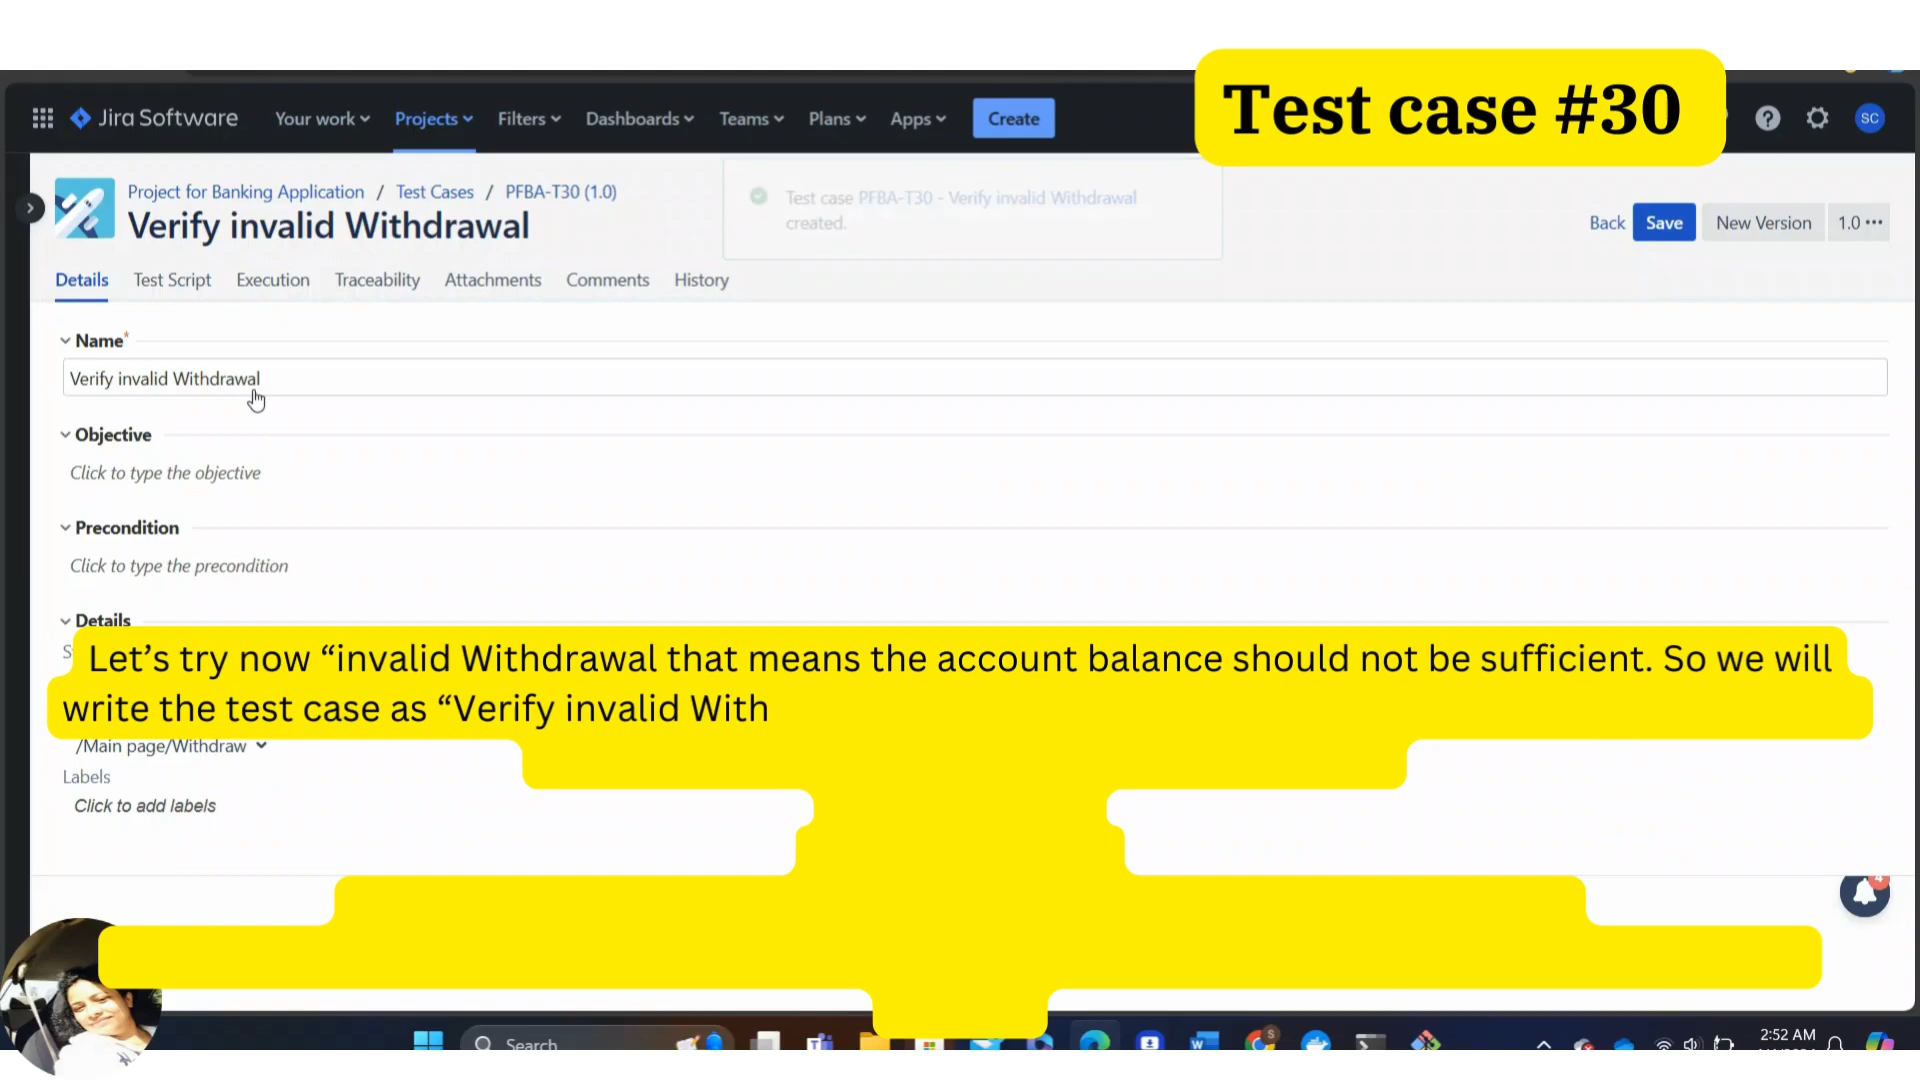 Test case #30
Jira Software Your work Projects Filters Dashboards Teams Plans Apps Create SC
Project for Banking Application / Test Cases / PFBA-T30 (1.0)
Verify invalid Withdrawal
Test case PFBA-T30 - Verify invalid Withdrawal
created.
Back Save New Version 1.0
Details Test Script Execution Traceability Attachments Comments History
Name*
Verify invalid Withdrawal
Objective
Click to type the objective
Precondition
Click to type the precondition
Details
Let’s try now “invalid Withdrawal that means the account balance should not be sufficient. So we will
write the test case as “Verify invalid With
/Main page/Withdraw
Labels
Click to add labels
4
Search
2:52 AM